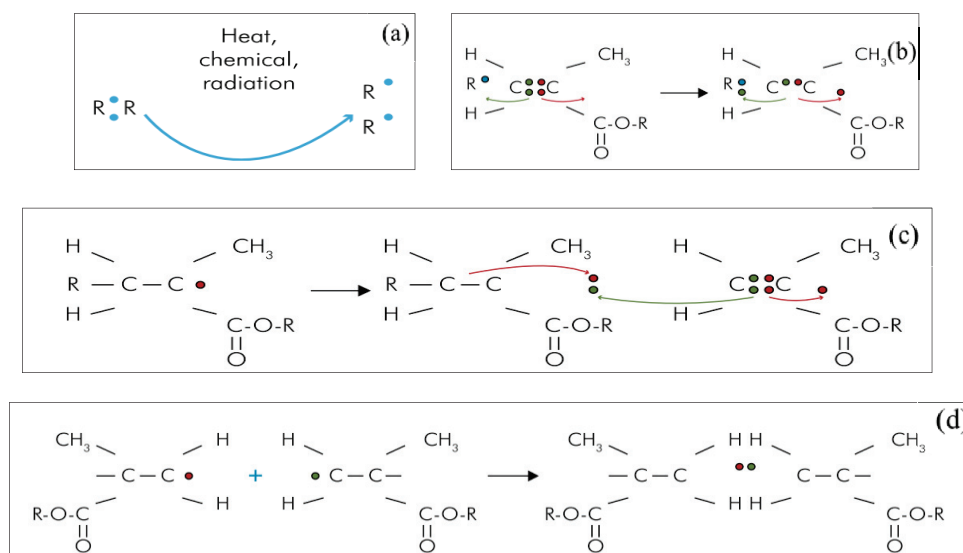 Heat,
chemical,
radiation
(a)
R R
R
R
H CH3 (b) H CH3
R C C R C C
H H
C-O-R C-O-R
O O
(c)
H CH3 CH3 H CH3
R C C R C C C C
H H H
C-O-R C-O-R C-O-R
O O O
(d)
CH3 H H CH3 CH3 H H CH3
C C + C C C C C C
H H H H
R-O-C C-O-R R-O-C C-O-R
O O O O